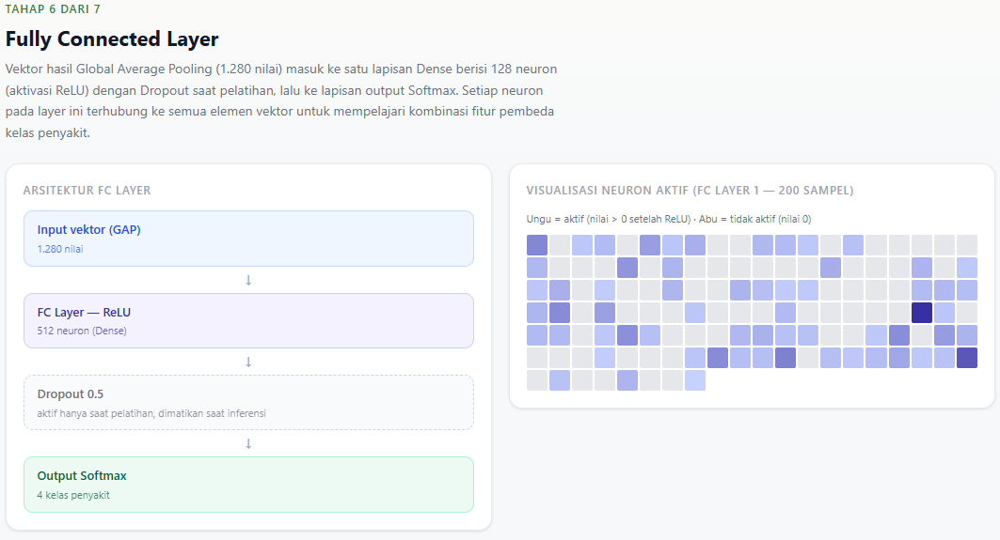 TAHAP 6 DARI 7
Fully Connected Layer
Vektor hasil Global Average Pooling (1.280 nilai) masuk ke satu lapisan Dense berisi 128 neuron
(aktivasi ReLU) dengan Dropout saat pelatihan, lalu ke lapisan output Softmax. Setiap neuron
pada layer ini terhubung ke semua elemen vektor untuk mempelajari kombinasi fitur pembeda
kelas penyakit.
ARSITEKTUR FC LAYER
Input vektor (GAP)
1.280 nilai
↓
FC Layer — ReLU
512 neuron (Dense)
↓
Dropout 0.5
aktif hanya saat pelatihan, dimatikan saat inferensi
↓
Output Softmax
4 kelas penyakit
VISUALISASI NEURON AKTIF (FC LAYER 1 — 200 SAMPEL)
Ungu = aktif (nilai > 0 setelah ReLU) · Abu = tidak aktif (nilai 0)